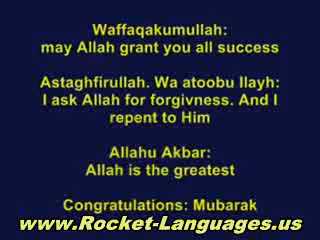 Waffaqakumullah:
may Allah grant you all success
Astaghfirullah. Wa atoobu Ilayh:
I ask Allah for forgivness. And I
repent to Him
Allahu Akbar:
Allah is the greatest
Congratulations: Mubarak
www.Rocket-Languages.us